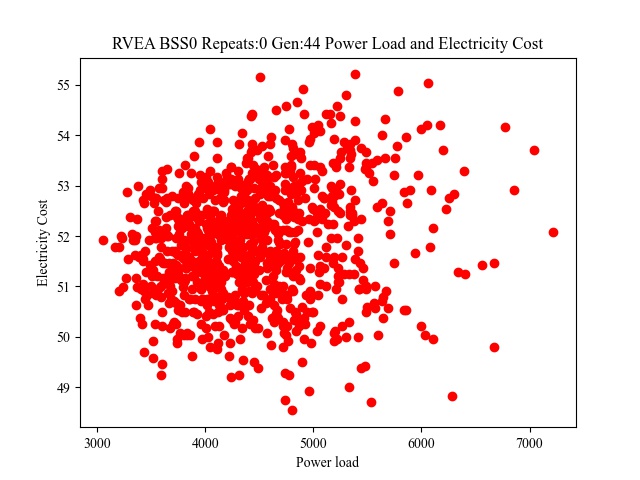 RVEA BSS0 Repeats:0 Gen:44 Power Load and Electricity Cost
55
54
53
52
51
50
49
Electricity Cost
3000 4000 5000 6000 7000
Power load